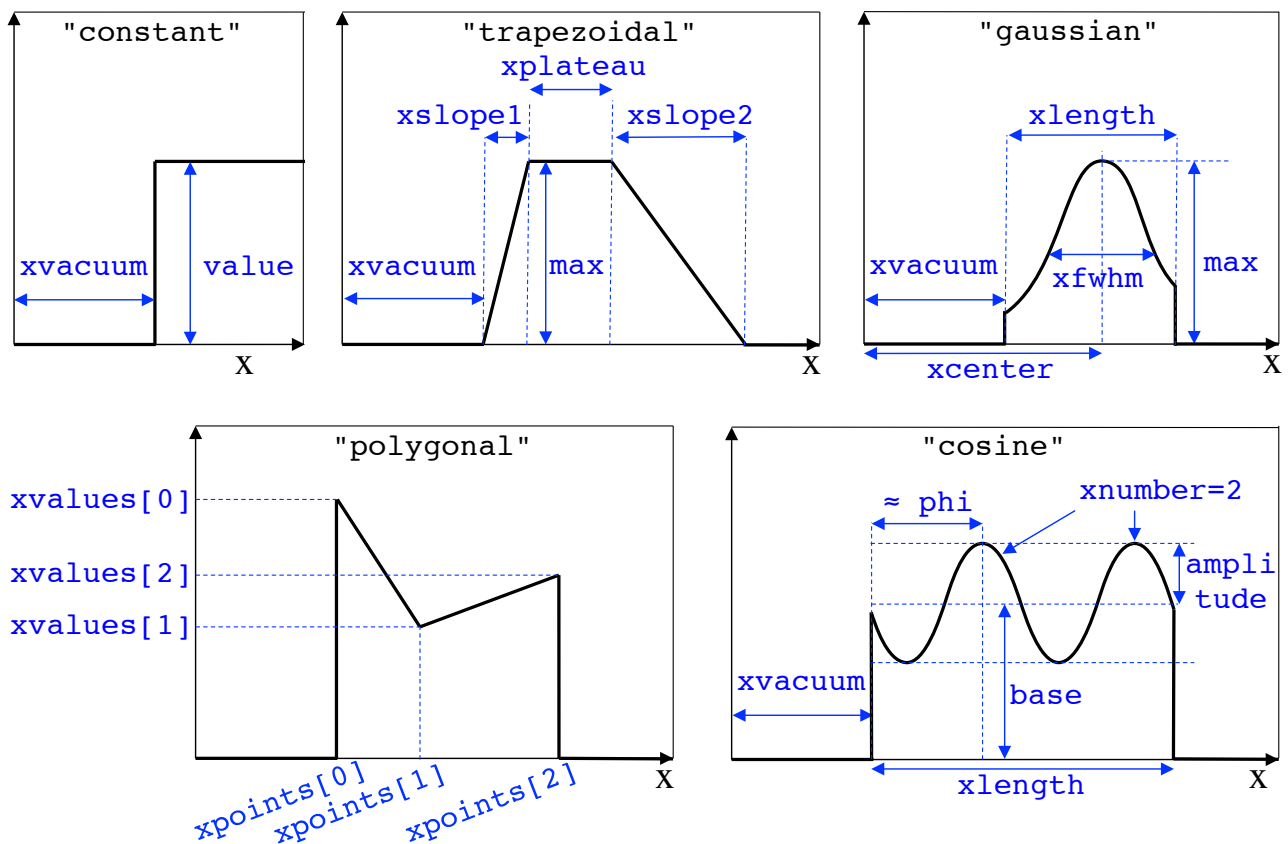 "constant"
xvacuum
value
x
"trapezoidal"
xplateau
xslope1
xslope2
xvacuum
max
x
"gaussian"
xlength
xvacuum
xfwhm
max
xcenter
x
"polygonal"
xvalues[0]
xvalues[2]
xvalues[1]
xpoints[0]
xpoints[1]
xpoints[2]
x
"cosine"
≈ phi
xnumber=2
ampli
tude
xvacuum
base
xlength
x